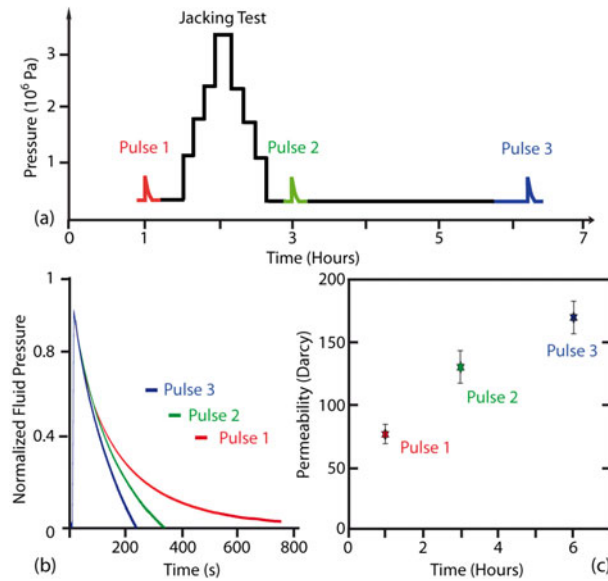 Jacking Test
Pressure (10⁶ Pa)
3
2
1
Pulse 1
Pulse 2
Pulse 3
(a)
0
1
3
5
7
Time (Hours)
Normalized Fluid Pressure
1
0.8
0.4
0
Pulse 3
Pulse 2
Pulse 1
200
400
600
800
(b)
Time (s)
Permeability (Darcy)
200
150
100
50
0
Pulse 3
Pulse 2
Pulse 1
0
2
4
6
Time (Hours)
(c)